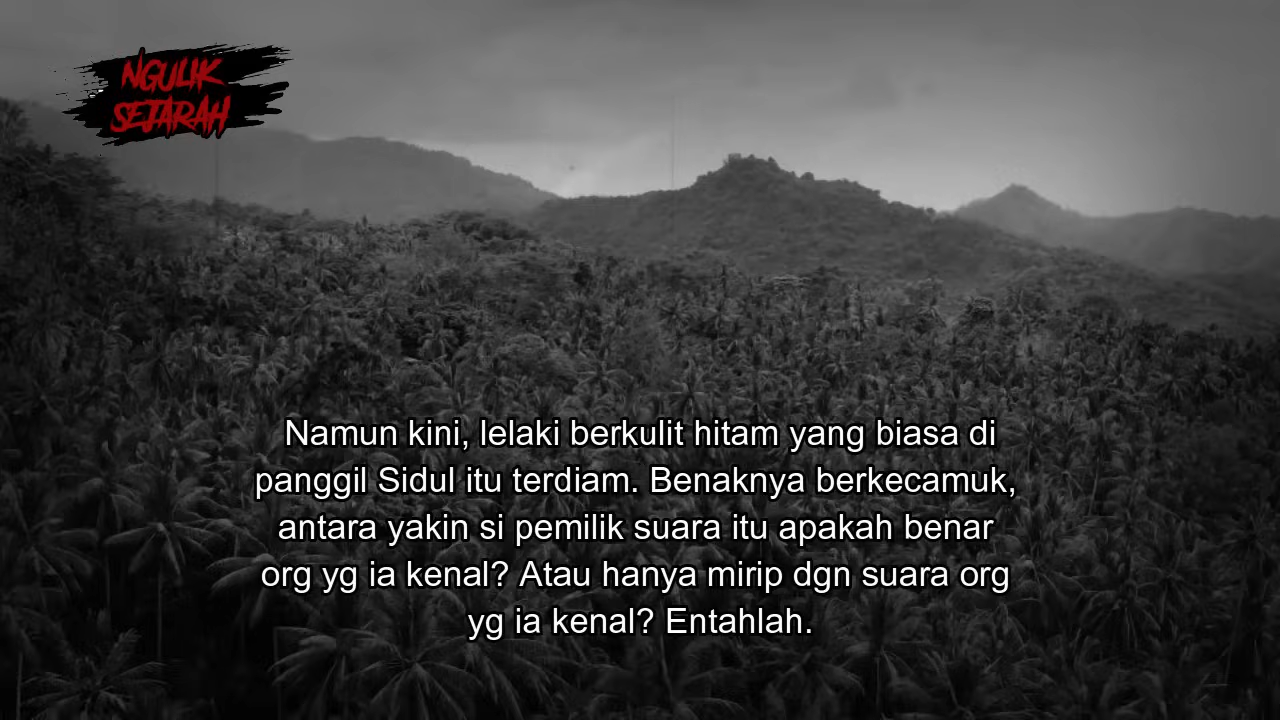 NGULIK
SEJARAH
Namun kini, lelaki berkulit hitam yang biasa di
panggil Sidul itu terdiam. Benaknya berkecamuk,
antara yakin si pemilik suara itu apakah benar
org yg ia kenal? Atau hanya mirip dgn suara org
yg ia kenal? Entahlah.